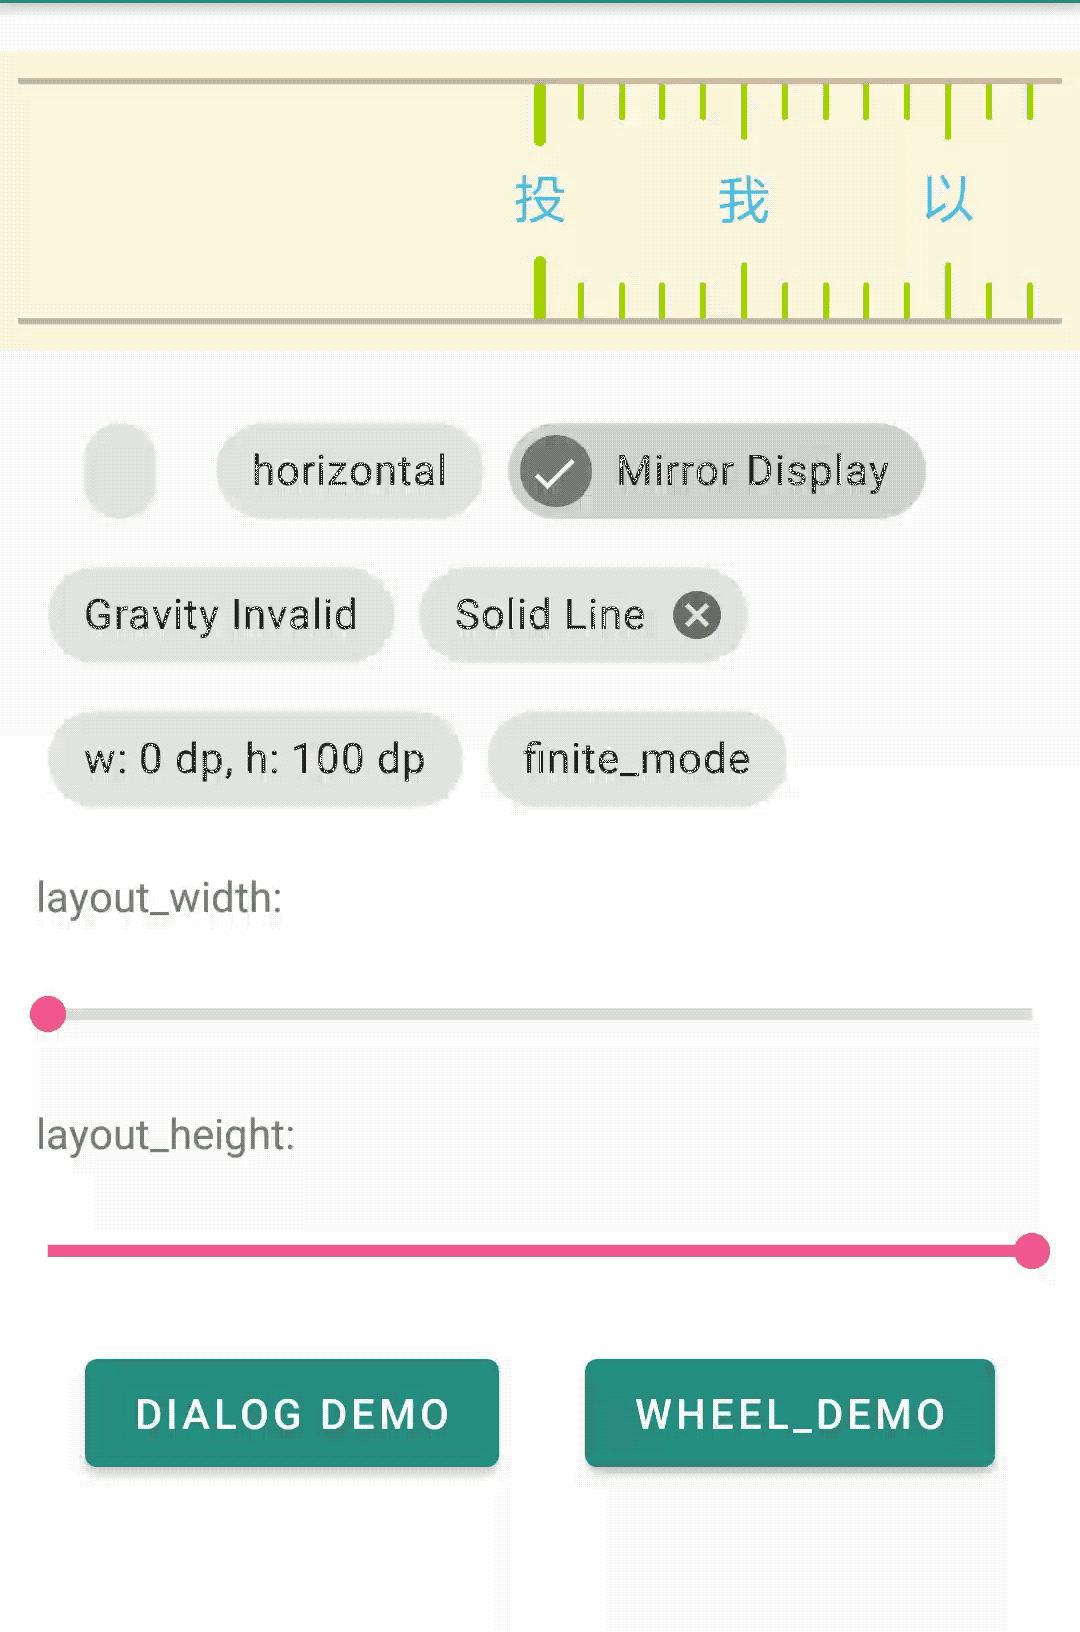 投 我 以
horizontal Mirror Display
Gravity Invalid Solid Line
w: 0 dp, h: 100 dp finite_mode
layout_width:
layout_height:
DIALOG DEMO WHEEL_DEMO